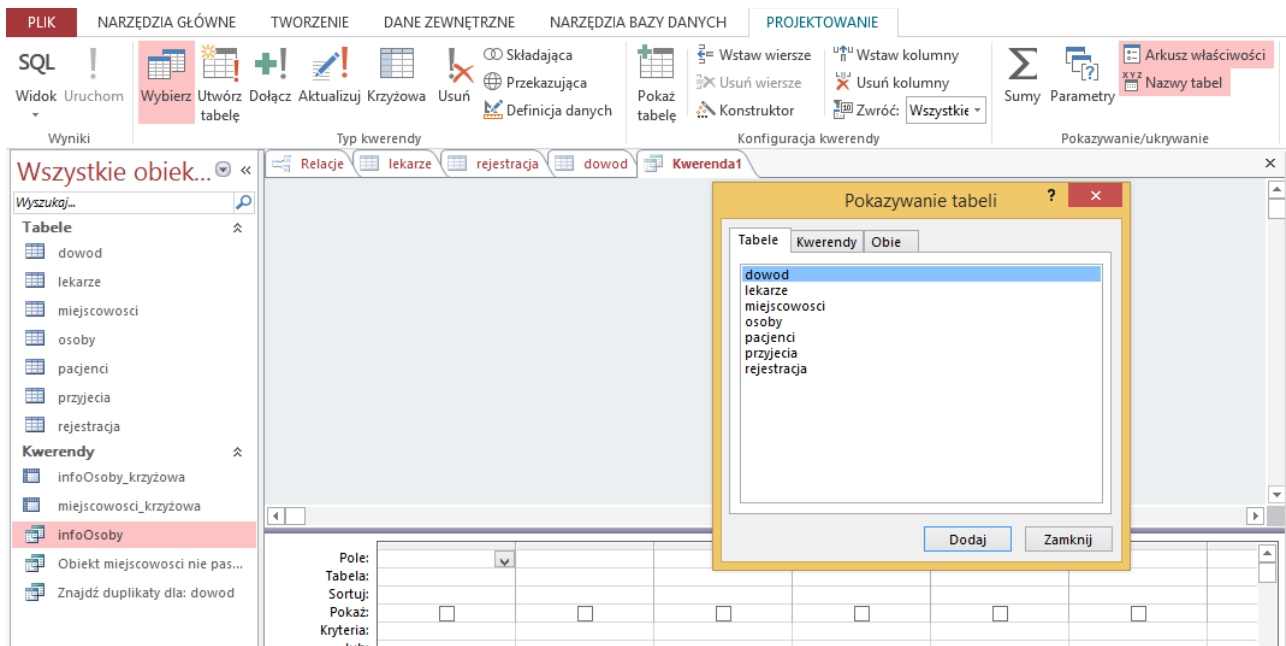 PLIK NARZĘDZIA GŁÓWNE TWORZENIE DANE ZEWNĘTRZNE NARZĘDZIA BAZY DANYCH PROJEKTOWANIE
SQL
Widok
Uruchom
Wyniki
Wybierz
Utwórz
tabelę
Dołącz
Aktualizuj
Krzyżowa
Usuń
Składająca
Przekazująca
Definicja danych
Typ kwerendy
Pokaż
tabelę
Wstaw wiersze
Usuń wiersze
Konstruktor
Wstaw kolumny
Usuń kolumny
Zwróć: Wszystkie
Konfiguracja kwerendy
Sumy
Parametry
Arkusz właściwości
Nazwy tabel
Pokazywanie/ukrywanie
Wszystkie obiek... «
Wyszukaj...
Tabele
dowod
lekarze
miejscowosci
osoby
pacjenci
przyjecia
rejestracja
Kwerendy
infoOsoby_krzyżowa
miejscowosci_krzyżowa
infoOsoby
Obiekt miejscowosci nie pas...
Znajdź duplikaty dla: dowod
Relacje lekarze rejestracja dowod Kwerenda1
Pokazywanie tabeli ?
Tabele Kwerendy Obie
dowod
lekarze
miejscowosci
osoby
pacjenci
przyjecia
rejestracja
Dodaj Zamknij
Pole:
Tabela:
Sortuj:
Pokaż:
Kryteria: